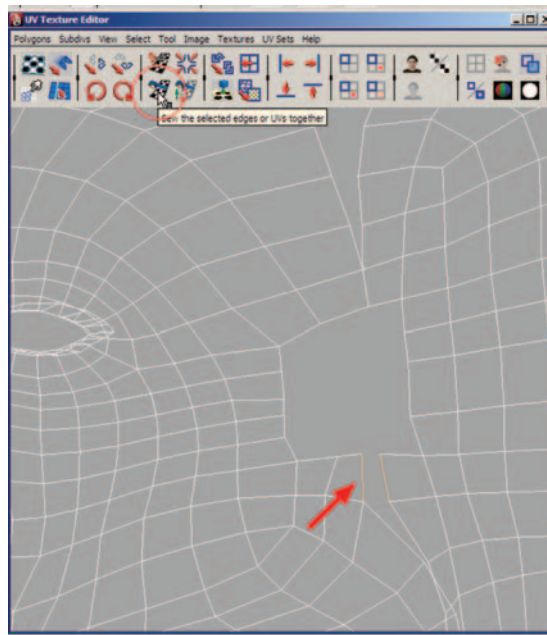 UV Texture Editor
Polygons Subdivs View Select Tool Image Textures UV Sets Help
Sew the selected edges or UVs together